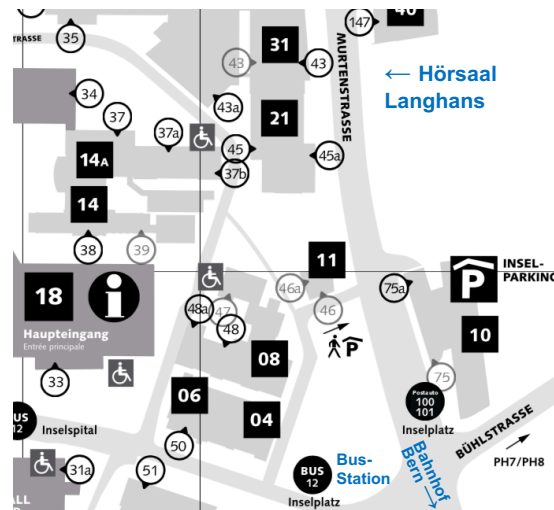 35
STRASSE
31
43
43
147
40
MURTENSTRASSE
← Hörsaal
Langhans
34
37
37a
43a
21
45
45a
37b
14A
14
38
39
11
INSEL-
PARKING
P
18
i
46a
75a
46
48a
47
48
P
10
Haupteingang
Entrée principale
33
08
75
06
04
Postauto
100
101
Inselplatz
BUS
12
Inselspital
50
BÜHLSTRASSE
PH7/PH8
31a
51
BUS
12
Inselplatz
Bus-
Station
Bahnhof
Bern →